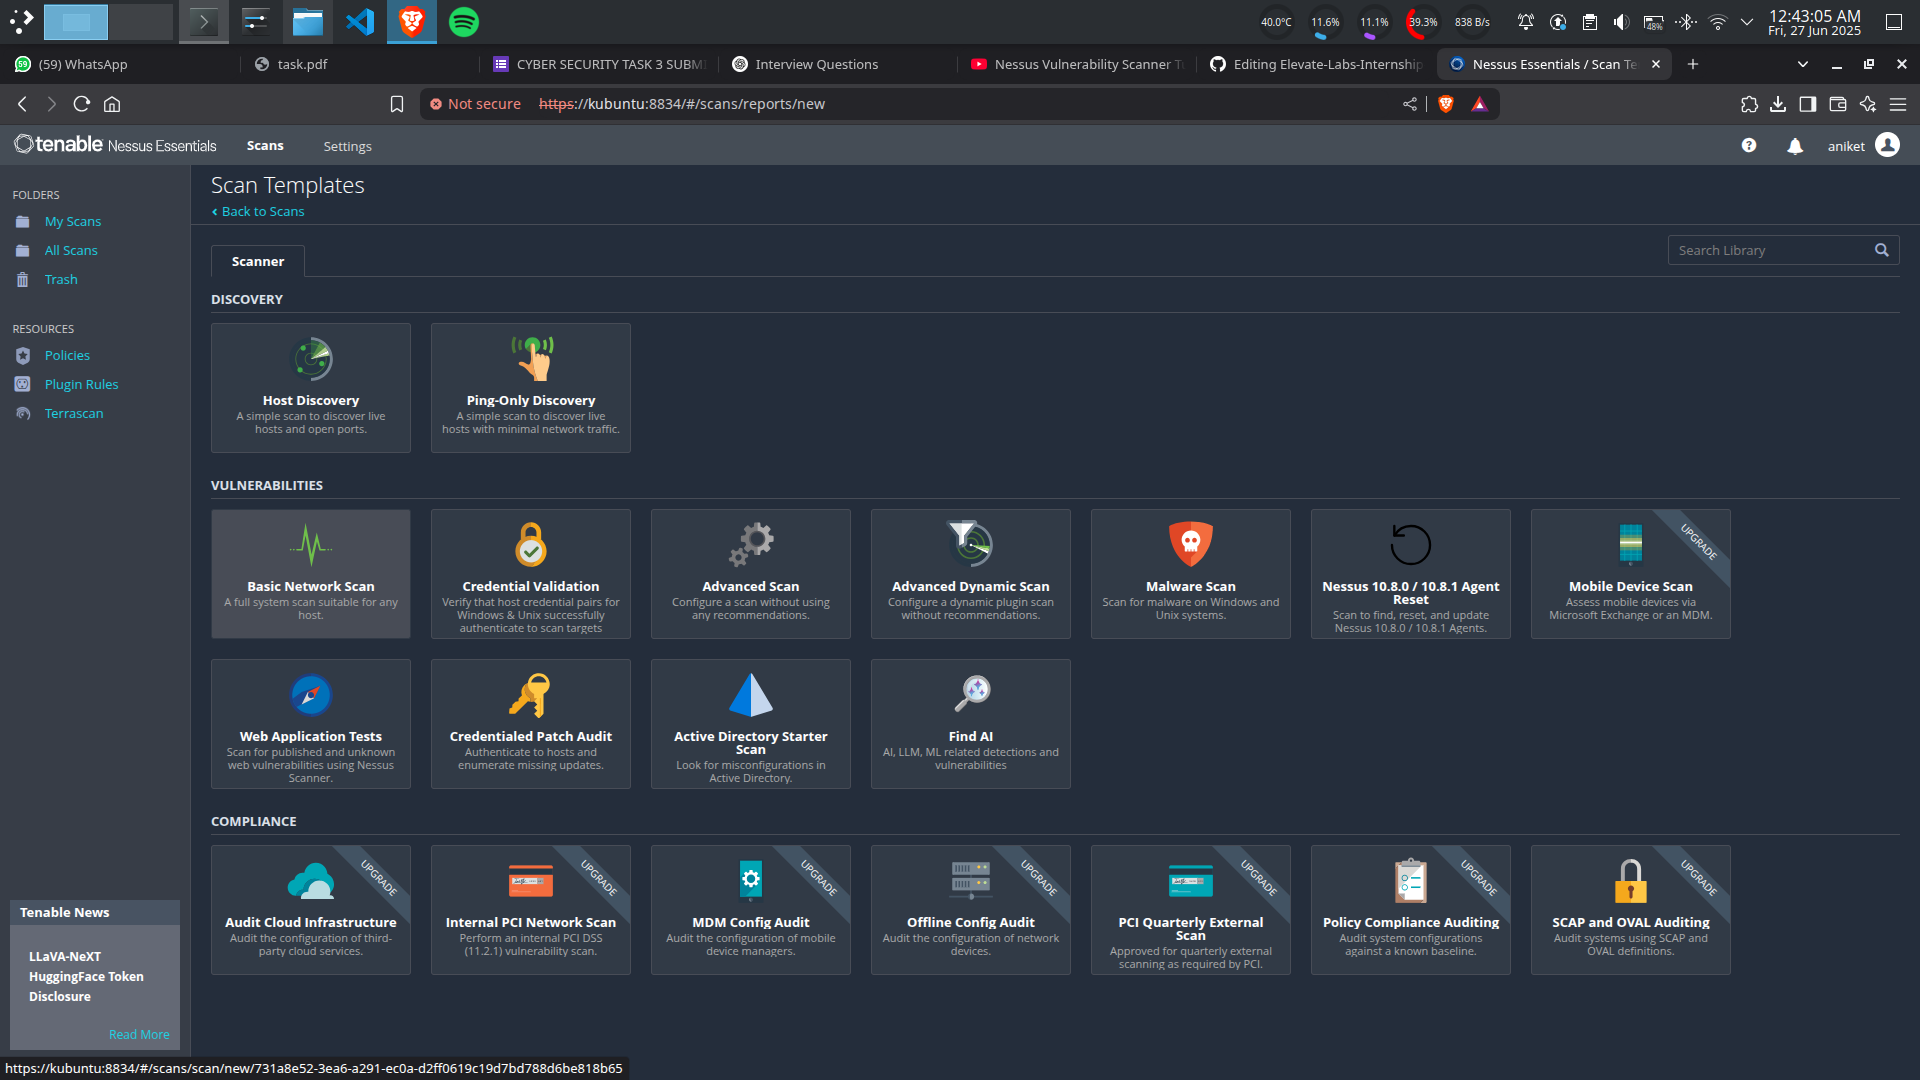 40.0°C
11.6%
11.1%
39.3%
838 B/s
48%
12:43:05 AM
Fri, 27 Jun 2025
59
(59) WhatsApp
task.pdf
CYBER SECURITY TASK 3 SUBMI
Interview Questions
Nessus Vulnerability Scanner Tu
Editing Elevate-Labs-Internship
Nessus Essentials / Scan Te
Not secure
https://kubuntu:8834/#/scans/reports/new
tenable Nessus Essentials
Scans
Settings
aniket
FOLDERS
My Scans
All Scans
Trash
RESOURCES
Policies
Plugin Rules
Terrascan
Tenable News
LLaVA-NeXT
HuggingFace Token
Disclosure
Read More
Scan Templates
Back to Scans
Scanner
Search Library
DISCOVERY
Host Discovery
A simple scan to discover live
hosts and open ports.
Ping-Only Discovery
A simple scan to discover live
hosts with minimal network traffic.
VULNERABILITIES
Basic Network Scan
A full system scan suitable for any
host.
Credential Validation
Verify that host credential pairs for
Windows & Unix successfully
authenticate to scan targets
Advanced Scan
Configure a scan without using
any recommendations.
Advanced Dynamic Scan
Configure a dynamic plugin scan
without recommendations.
Malware Scan
Scan for malware on Windows and
Unix systems.
Nessus 10.8.0 / 10.8.1 Agent
Reset
Scan to find, reset, and update
Nessus 10.8.0 / 10.8.1 Agents.
UPGRADE
Mobile Device Scan
Assess mobile devices via
Microsoft Exchange or an MDM.
Web Application Tests
Scan for published and unknown
web vulnerabilities using Nessus
Scanner.
Credentialed Patch Audit
Authenticate to hosts and
enumerate missing updates.
Active Directory Starter
Scan
Look for misconfigurations in
Active Directory.
Find AI
AI, LLM, ML related detections and
vulnerabilities
COMPLIANCE
UPGRADE
Audit Cloud Infrastructure
Audit the configuration of third-
party cloud services.
UPGRADE
Internal PCI Network Scan
Perform an internal PCI DSS
(11.2.1) vulnerability scan.
UPGRADE
MDM Config Audit
Audit the configuration of mobile
device managers.
UPGRADE
Offline Config Audit
Audit the configuration of network
devices.
UPGRADE
PCI Quarterly External
Scan
Approved for quarterly external
scanning as required by PCI.
UPGRADE
Policy Compliance Auditing
Audit system configurations
against a known baseline.
UPGRADE
SCAP and OVAL Auditing
Audit systems using SCAP and
OVAL definitions.
https://kubuntu:8834/#/scans/scan/new/731a8e52-3ea6-a291-ec0a-d2ff0619c19d7bd788d6be818b65